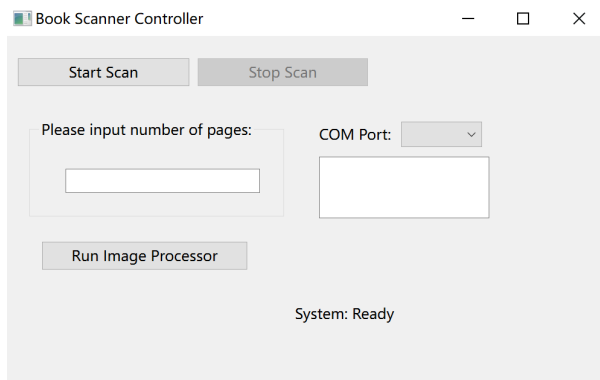 Book Scanner Controller
Start Scan
Stop Scan
Please input number of pages:
COM Port:
Run Image Processor
System: Ready